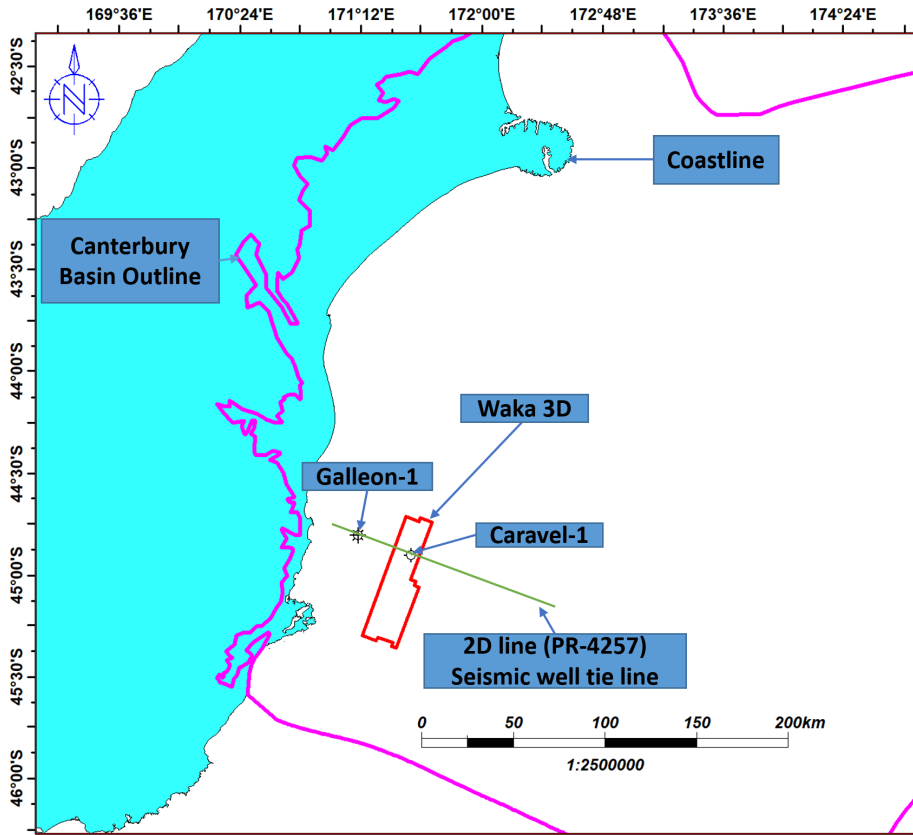 169°36'E 170°24'E 171°12'E 172°00'E 172°48'E 173°36'E 174°24'E
42°30'S
N
43°00'S
Coastline
Canterbury
Basin Outline
43°30'S
44°00'S
Waka 3D
44°30'S
Galleon-1
Caravel-1
45°00'S
2D line (PR-4257)
Seismic well tie line
45°30'S
0 50 100 150 200km
1:2500000
46°00'S